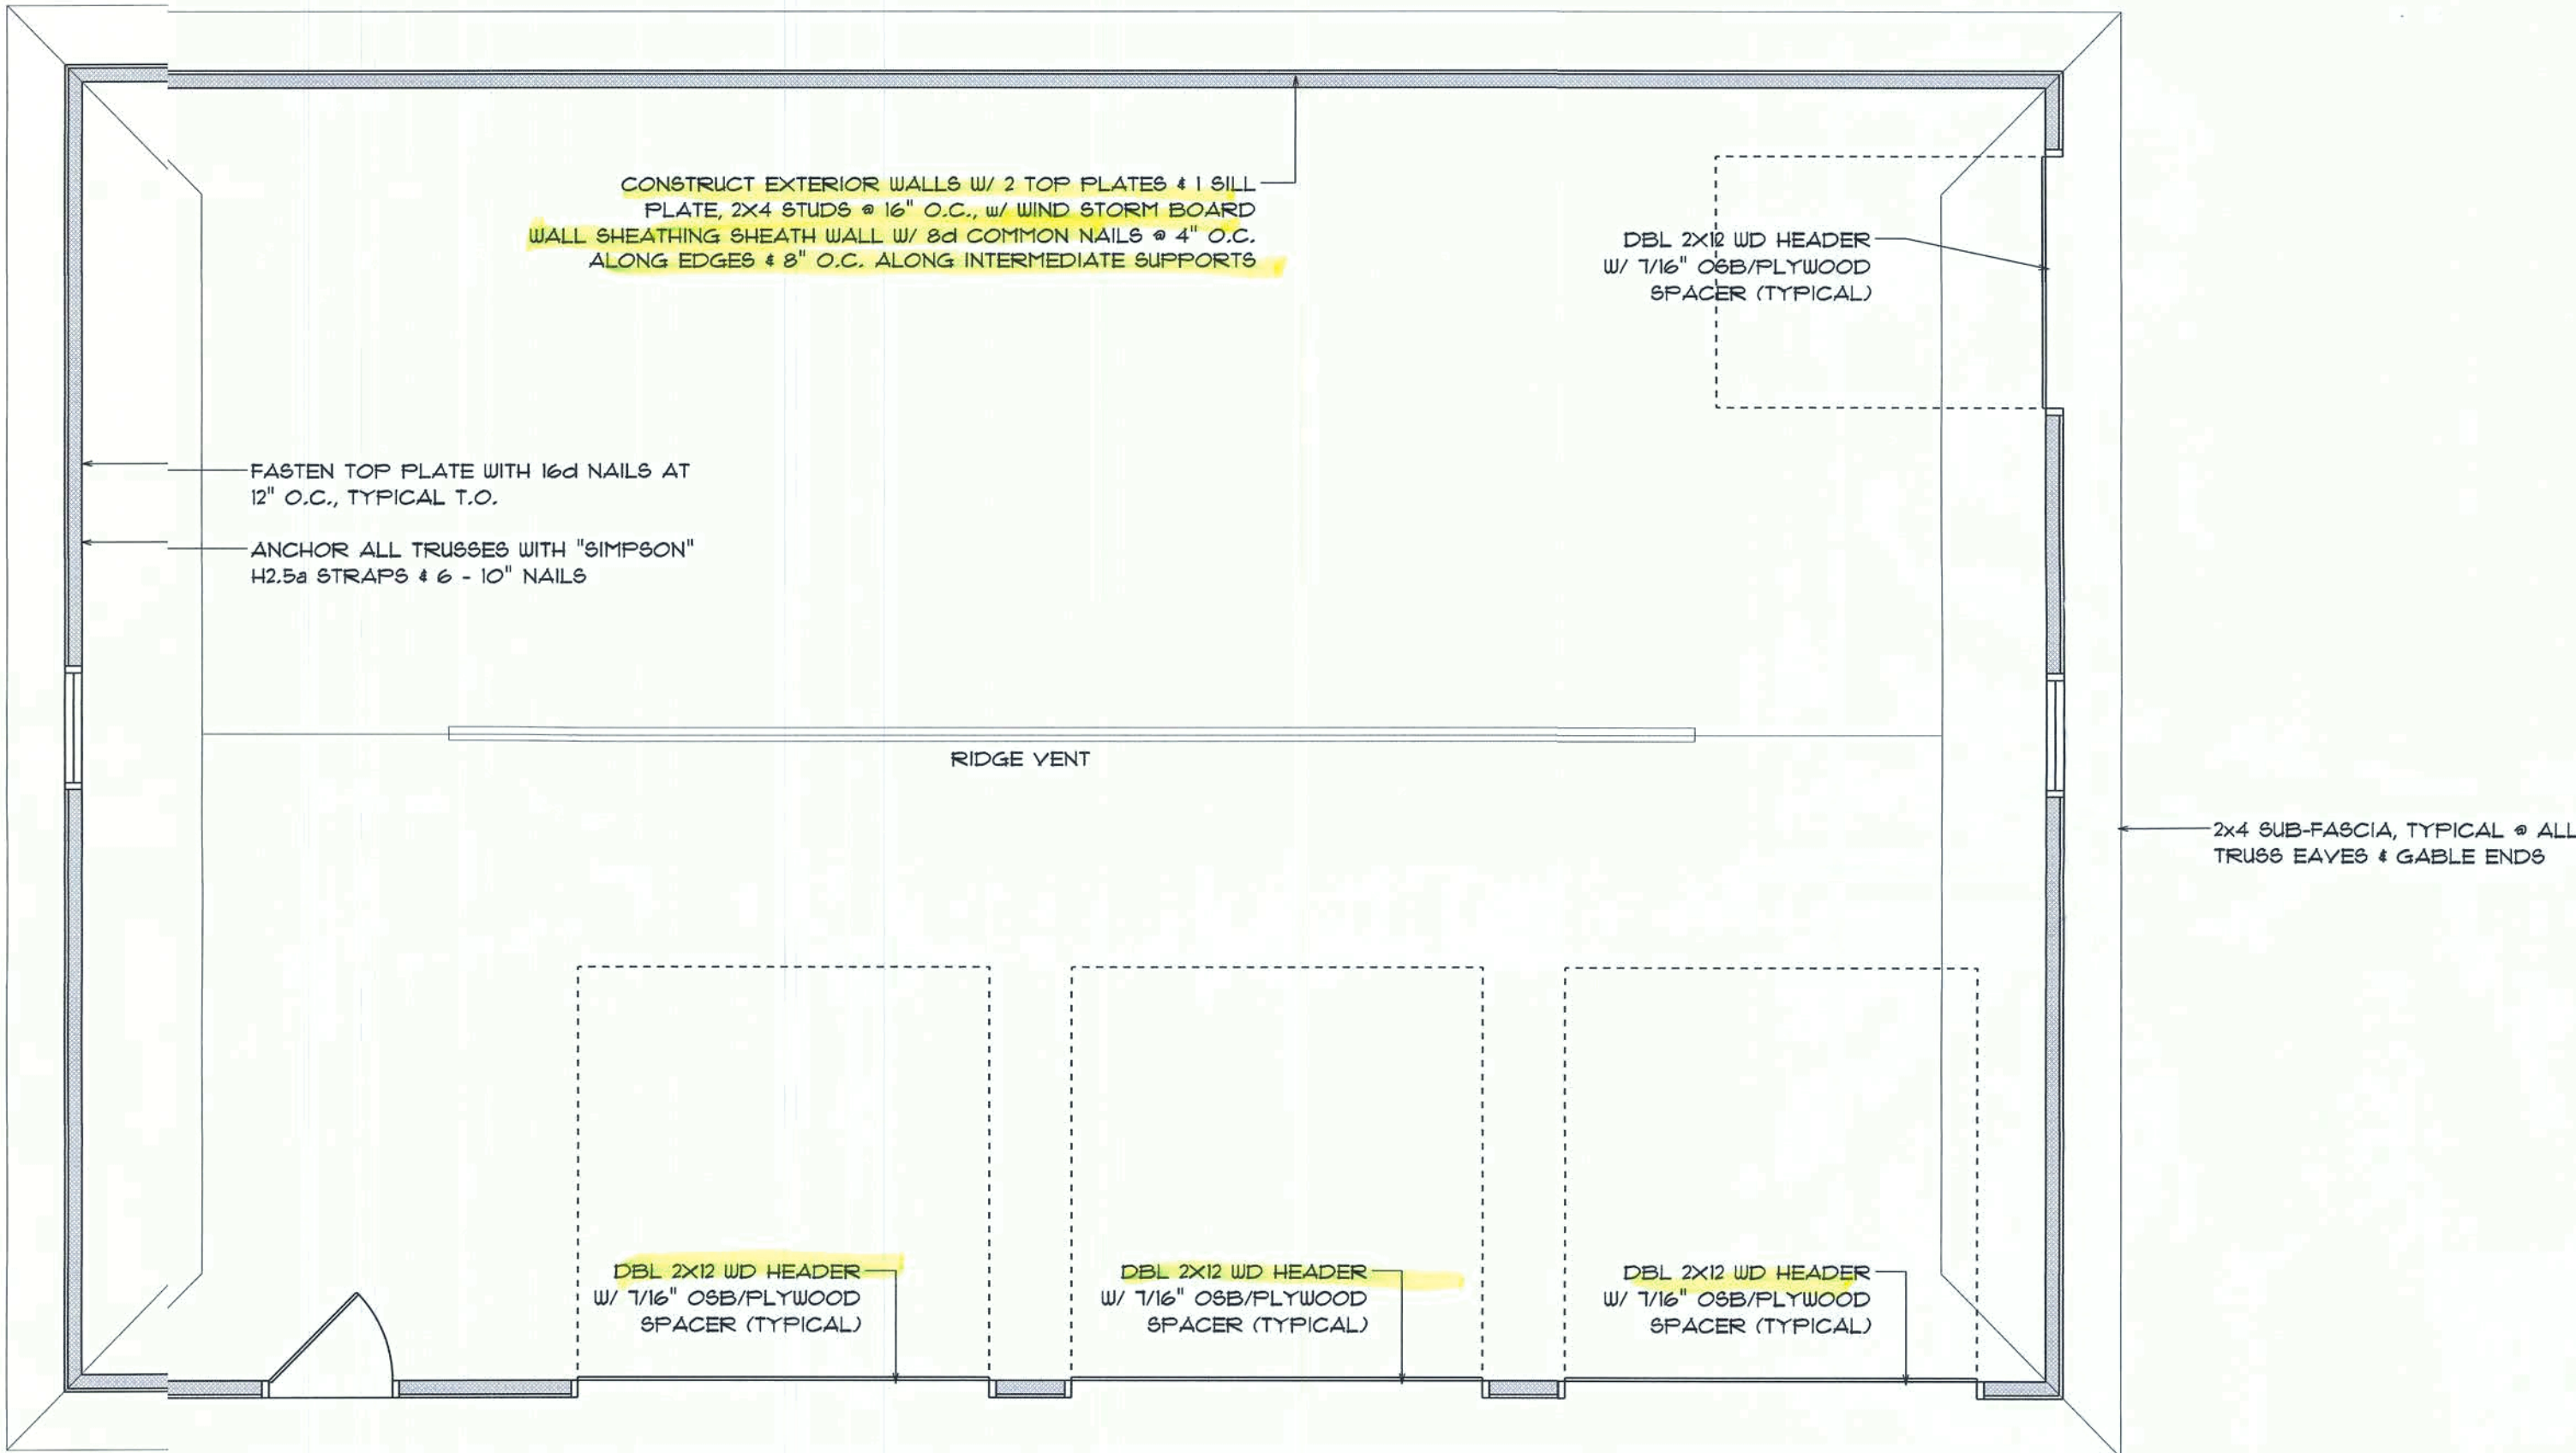 CONSTRUCT EXTERIOR WALLS W/ 2 TOP PLATES & 1 SILL
PLATE, 2X4 STUDS @ 16" O.C., W/ WIND STORM BOARD
WALL SHEATHING SHEATH WALL W/ 8d COMMON NAILS @ 4" O.C.
ALONG EDGES & 8" O.C. ALONG INTERMEDIATE SUPPORTS
DBL 2X12 WD HEADER
W/ 7/16" OSB/PLYWOOD
SPACER (TYPICAL)
FASTEN TOP PLATE WITH 16d NAILS AT
12" O.C., TYPICAL T.O.
ANCHOR ALL TRUSSES WITH "SIMPSON"
H2.5a STRAPS & 6 - 10" NAILS
RIDGE VENT
2x4 SUB-FASCIA, TYPICAL @ ALL
TRUSS EAVES & GABLE ENDS
DBL 2X12 WD HEADER
W/ 7/16" OSB/PLYWOOD
SPACER (TYPICAL)
DBL 2X12 WD HEADER
W/ 7/16" OSB/PLYWOOD
SPACER (TYPICAL)
DBL 2X12 WD HEADER
W/ 7/16" OSB/PLYWOOD
SPACER (TYPICAL)